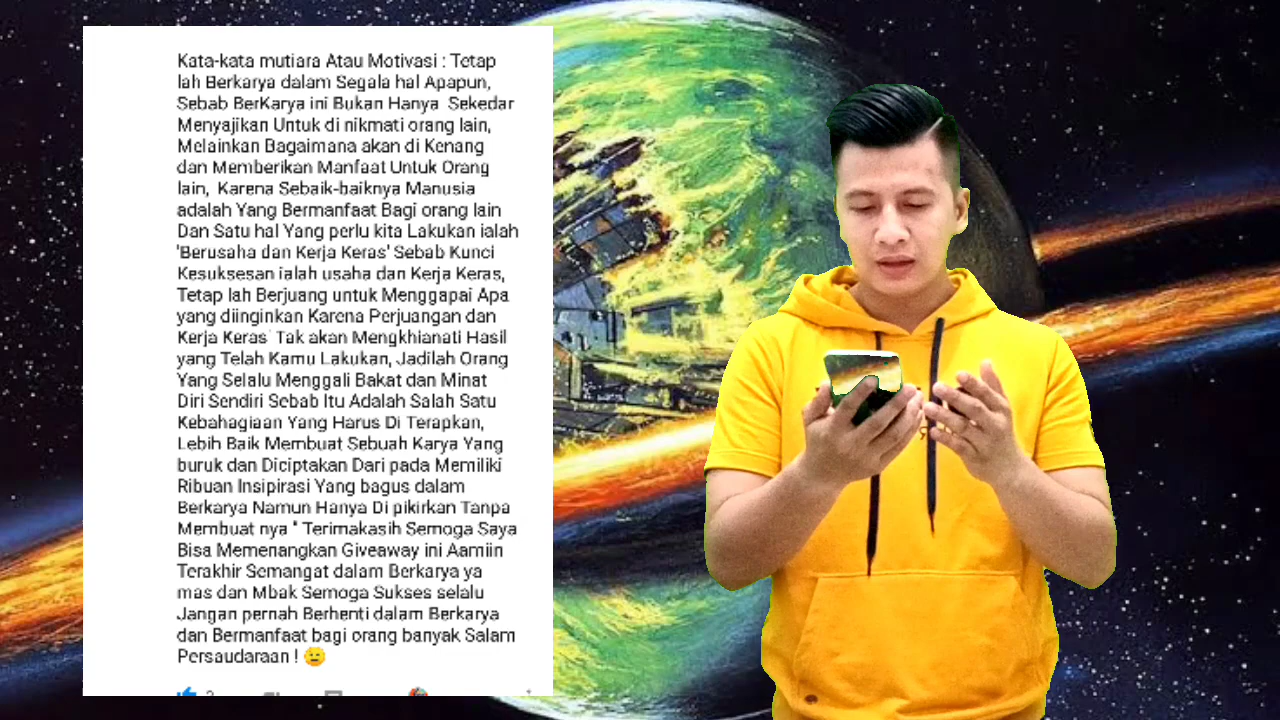 Kata-kata mutiara Atau Motivasi : Tetap
lah Berkarya dalam Segala hal Apapun,
Sebab BerKarya ini Bukan Hanya Sekedar
Menyajikan Untuk di nikmati orang lain,
Melainkan Bagaimana akan di Kenang
dan Memberikan Manfaat Untuk Orang
lain, Karena Sebaik-baiknya Manusia
adalah Yang Bermanfaat Bagi orang lain
Dan Satu hal Yang perlu kita Lakukan ialah
'Berusaha dan Kerja Keras' Sebab Kunci
Kesuksesan ialah usaha dan Kerja Keras,
Tetap lah Berjuang untuk Menggapai Apa
yang diinginkan Karena Perjuangan dan
Kerja Keras' Tak akan Mengkhianati Hasil
yang Telah Kamu Lakukan, Jadilah Orang
Yang Selalu Menggali Bakat dan Minat
Diri Sendiri Sebab Itu Adalah Salah Satu
Kebahagiaan Yang Harus Di Terapkan,
Lebih Baik Membuat Sebuah Karya Yang
buruk dan Diciptakan Dari pada Memiliki
Ribuan Insipirasi Yang bagus dalam
Berkarya Namun Hanya Di pikirkan Tanpa
Membuat nya " Terimakasih Semoga Saya
Bisa Memenangkan Giveaway ini Aamiin
Terakhir Semangat dalam Berkarya ya
mas dan Mbak Semoga Sukses selalu
Jangan pernah Berhenti dalam Berkarya
dan Bermanfaat bagi orang banyak Salam
Persaudaraan ! 🫡